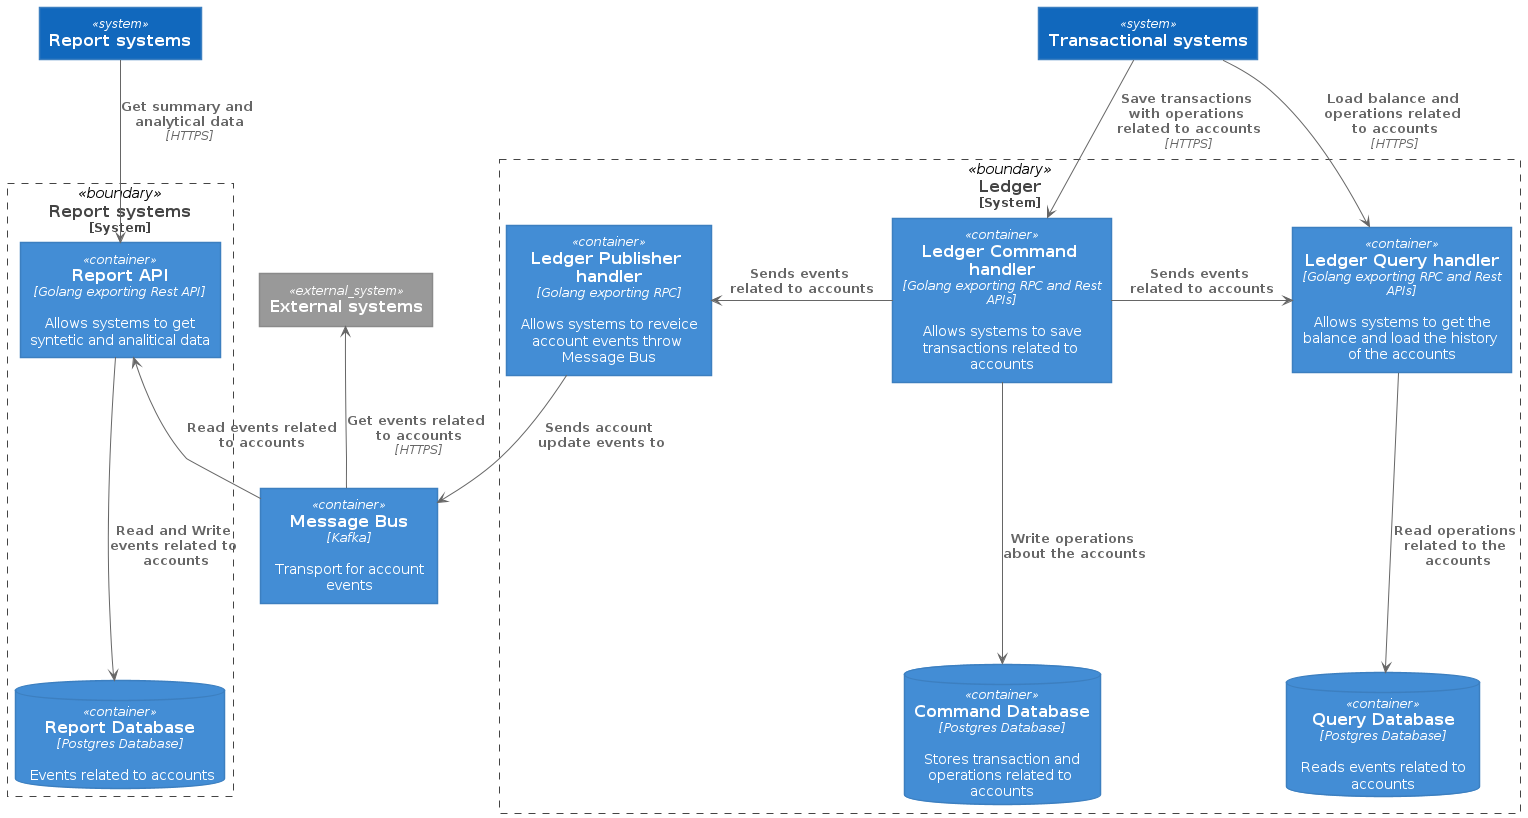 «system»
Report systems
«system»
Transactional systems
Get summary and
analytical data
[HTTPS]
Save transactions
with operations
related to accounts
[HTTPS]
Load balance and
operations related
to accounts
[HTTPS]
«boundary»
Report systems
[System]
«boundary»
Ledger
[System]
«container»
Report API
[Golang exporting Rest API]
Allows systems to get
syntetic and analitical data
«external_system»
External systems
«container»
Ledger Publisher
handler
[Golang exporting RPC]
Allows systems to reveice
account events throw
Message Bus
Sends events
related to accounts
«container»
Ledger Command
handler
[Golang exporting RPC and Rest
APIs]
Allows systems to save
transactions related to
accounts
Sends events
related to accounts
«container»
Ledger Query handler
[Golang exporting RPC and Rest
APIs]
Allows systems to get the
balance and load the history
of the accounts
Read events related
to accounts
Get events related
to accounts
[HTTPS]
Sends account
update events to
«container»
Message Bus
[Kafka]
Transport for account
events
Read and Write
events related to
accounts
Write operations
about the accounts
Read operations
related to the
accounts
«container»
Report Database
[Postgres Database]
Events related to accounts
«container»
Command Database
[Postgres Database]
Stores transaction and
operations related to
accounts
«container»
Query Database
[Postgres Database]
Reads events related to
accounts